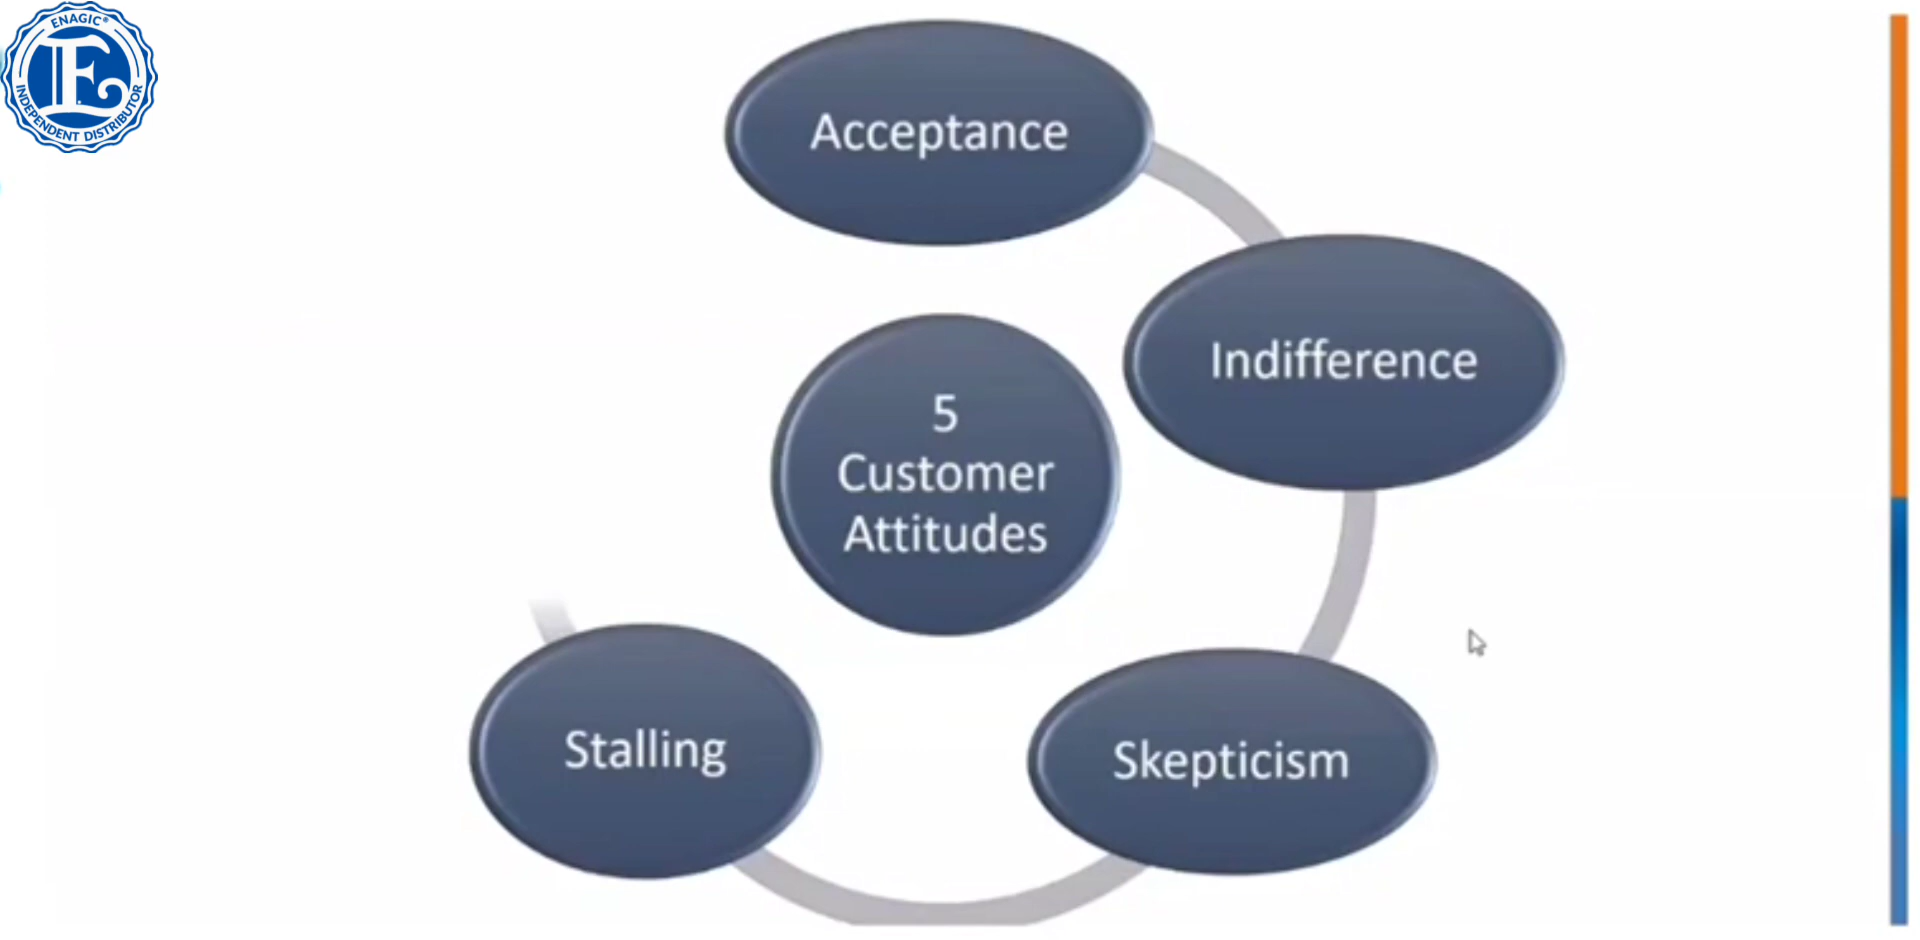 ENAGIC®
E
INDEPENDENT DISTRIBUTOR
Acceptance
Indifference
5
Customer
Attitudes
Stalling
Skepticism